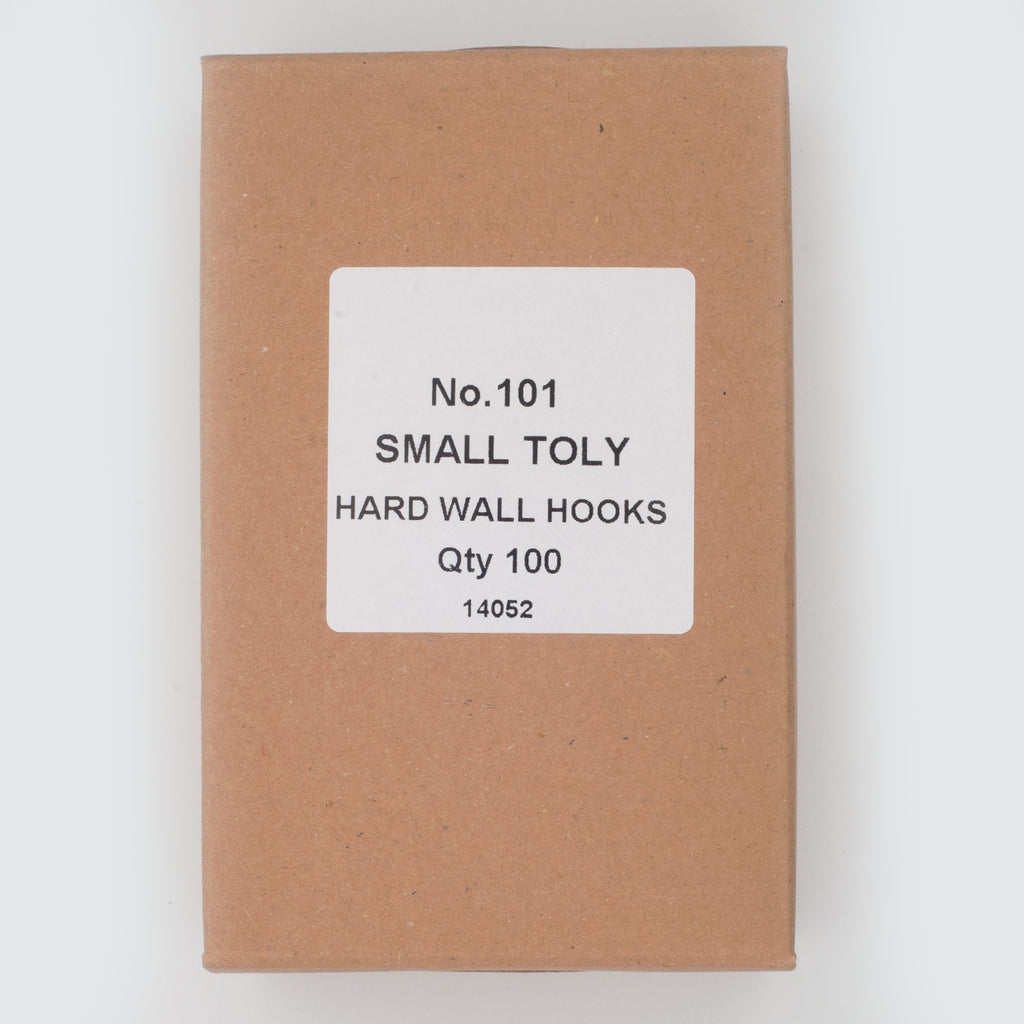 No.101
SMALL TOLY
HARD WALL HOOKS
Qty 100
14052